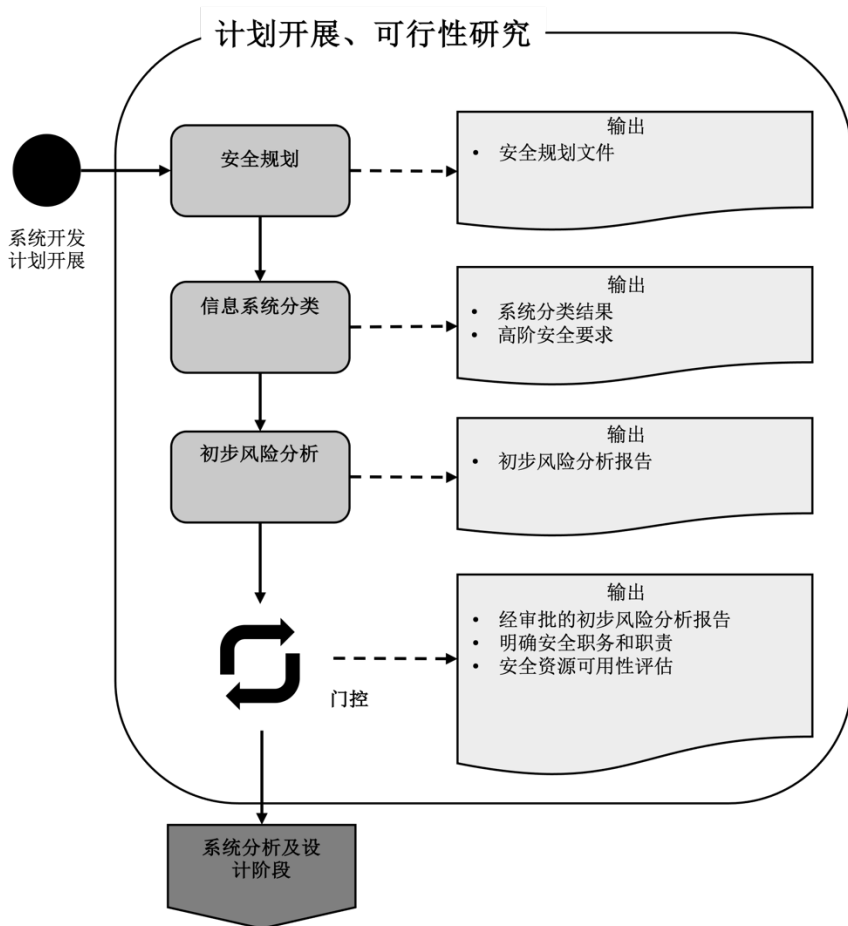 计划开展、可行性研究
安全规划
输出
• 安全规划文件
系统开发
计划开展
信息系统分类
输出
• 系统分类结果
• 高阶安全要求
初步风险分析
输出
• 初步风险分析报告
门控
输出
• 经审批的初步风险分析报告
• 明确安全职务和职责
• 安全资源可用性评估
系统分析及设
计阶段